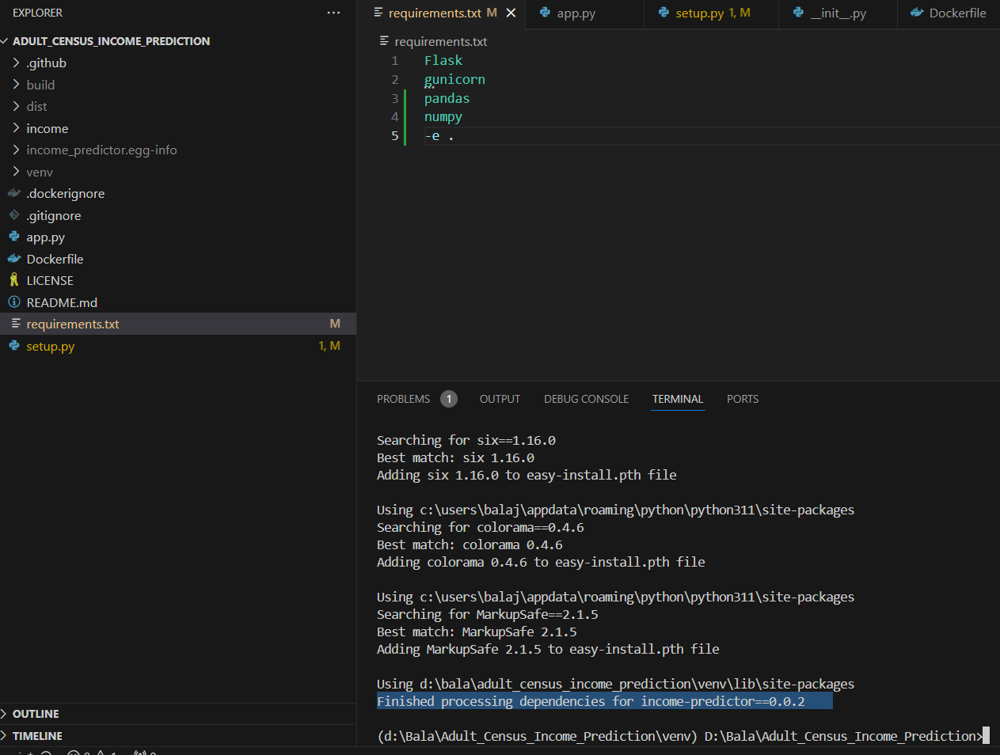 EXPLORER
ADULT_CENSUS_INCOME_PREDICTION
.github
build
dist
income
income_predictor.egg-info
venv
.dockerignore
.gitignore
app.py
Dockerfile
LICENSE
README.md
requirements.txt M
setup.py 1, M
OUTLINE
TIMELINE
requirements.txt M
app.py
setup.py 1, M
__init__.py
Dockerfile
requirements.txt
1 Flask
2 gunicorn
3 pandas
4 numpy
5 -e .
PROBLEMS 1 OUTPUT DEBUG CONSOLE TERMINAL PORTS
Searching for six==1.16.0
Best match: six 1.16.0
Adding six 1.16.0 to easy-install.pth file
Using c:\users\balaj\appdata\roaming\python\python311\site-packages
Searching for colorama==0.4.6
Best match: colorama 0.4.6
Adding colorama 0.4.6 to easy-install.pth file
Using c:\users\balaj\appdata\roaming\python\python311\site-packages
Searching for MarkupSafe==2.1.5
Best match: MarkupSafe 2.1.5
Adding MarkupSafe 2.1.5 to easy-install.pth file
Using d:\bala\adult_census_income_prediction\venv\lib\site-packages
Finished processing dependencies for income-predictor==0.0.2
(d:\Bala\Adult_Census_Income_Prediction\venv) D:\Bala\Adult_Census_Income_Prediction>